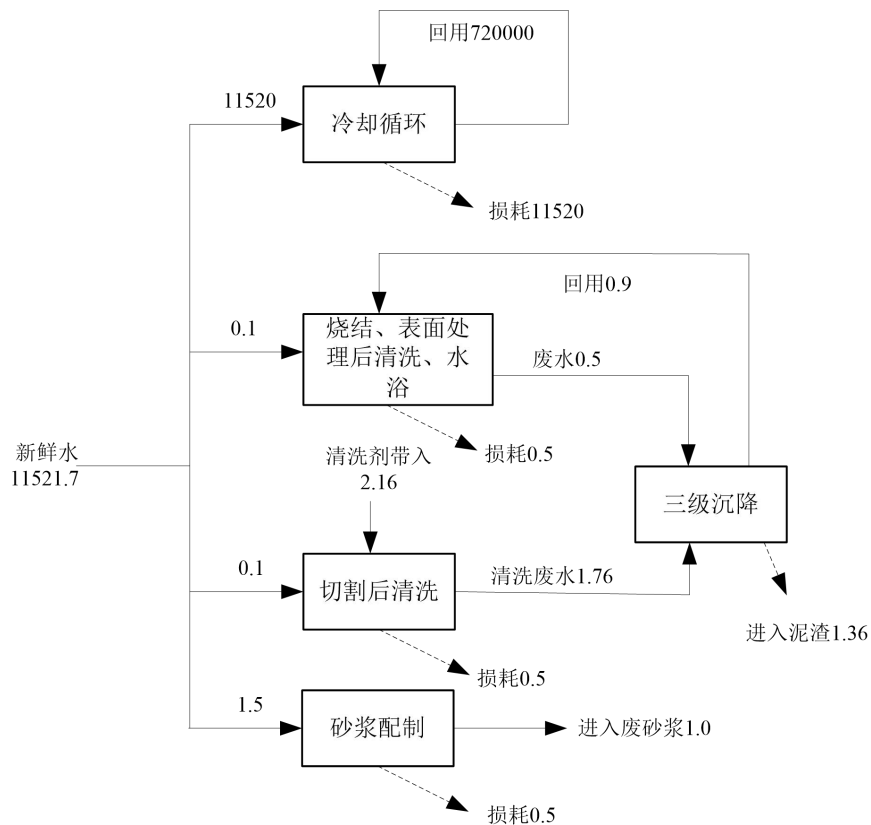 回用720000
11520
冷却循环
损耗11520
回用0.9
0.1
烧结、表面处
理后清洗、水
浴
废水0.5
损耗0.5
新鲜水
11521.7
清洗剂带入
2.16
三级沉降
0.1
切割后清洗
清洗废水1.76
进入泥渣1.36
损耗0.5
1.5
砂浆配制
进入废砂浆1.0
损耗0.5